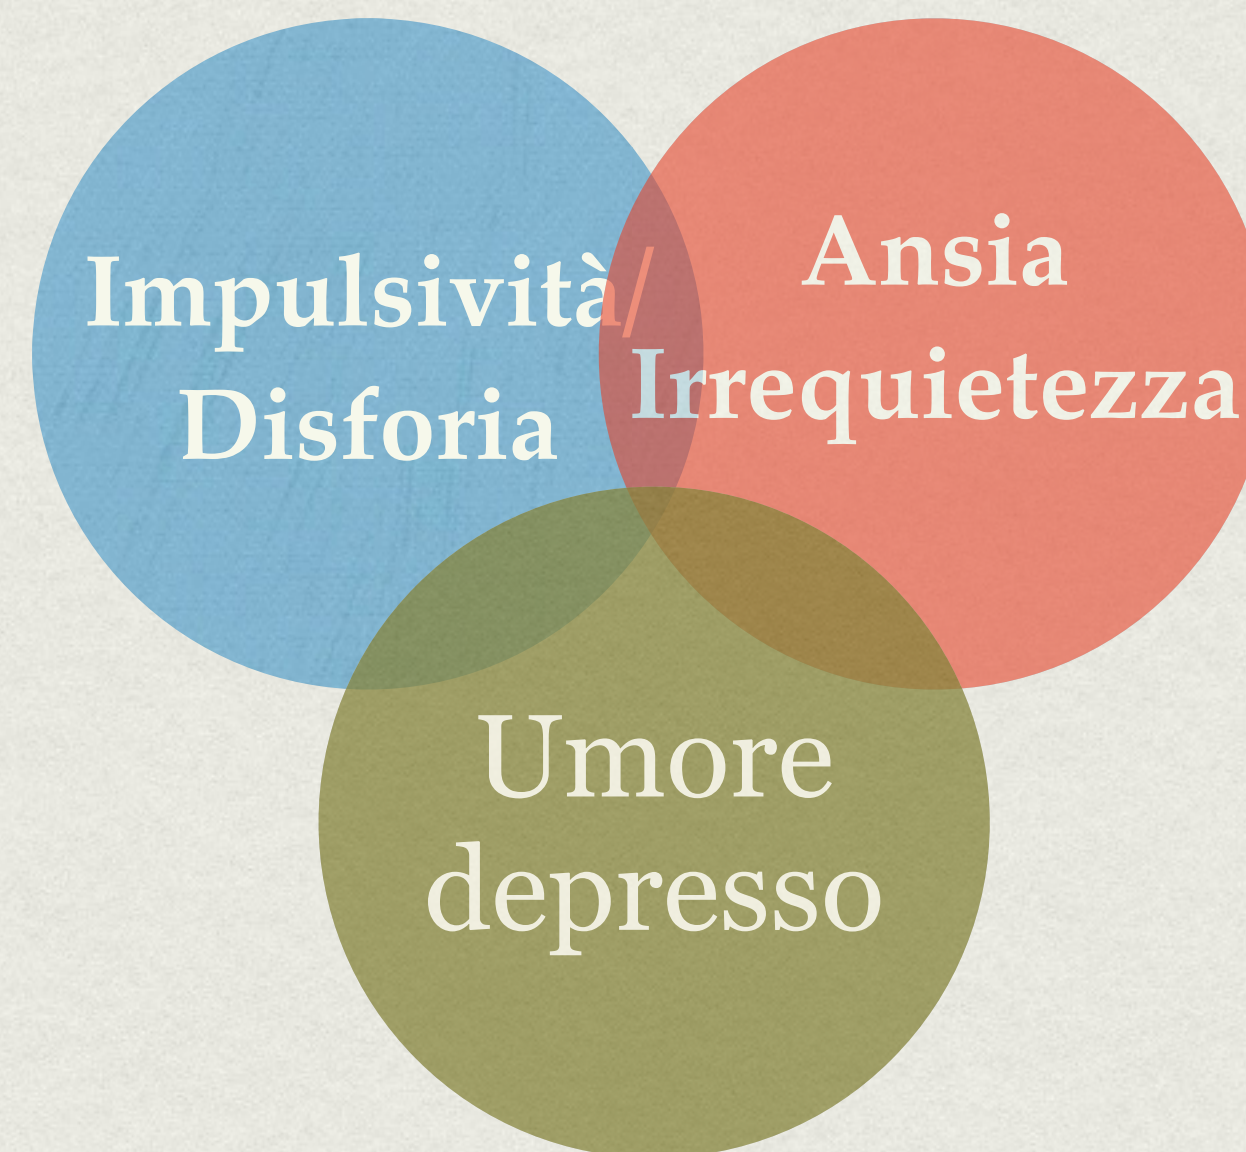 Impulsività/
Disforia
Ansia
Irrequietezza
Umore
depresso